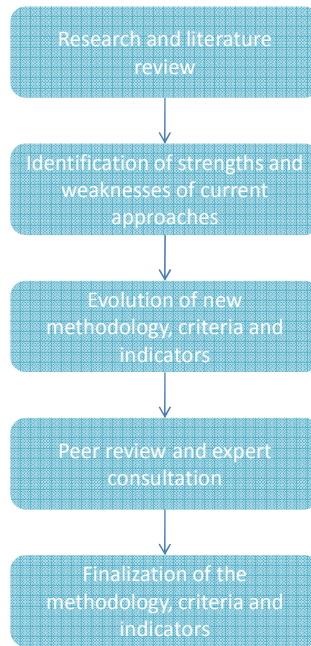 Research and literature
review
Identification of strengths and
weaknesses of current
approaches
Evolution of new
methodology, criteria and
indicators
Peer review and expert
consultation
Finalization of the
methodology, criteria and
indicators